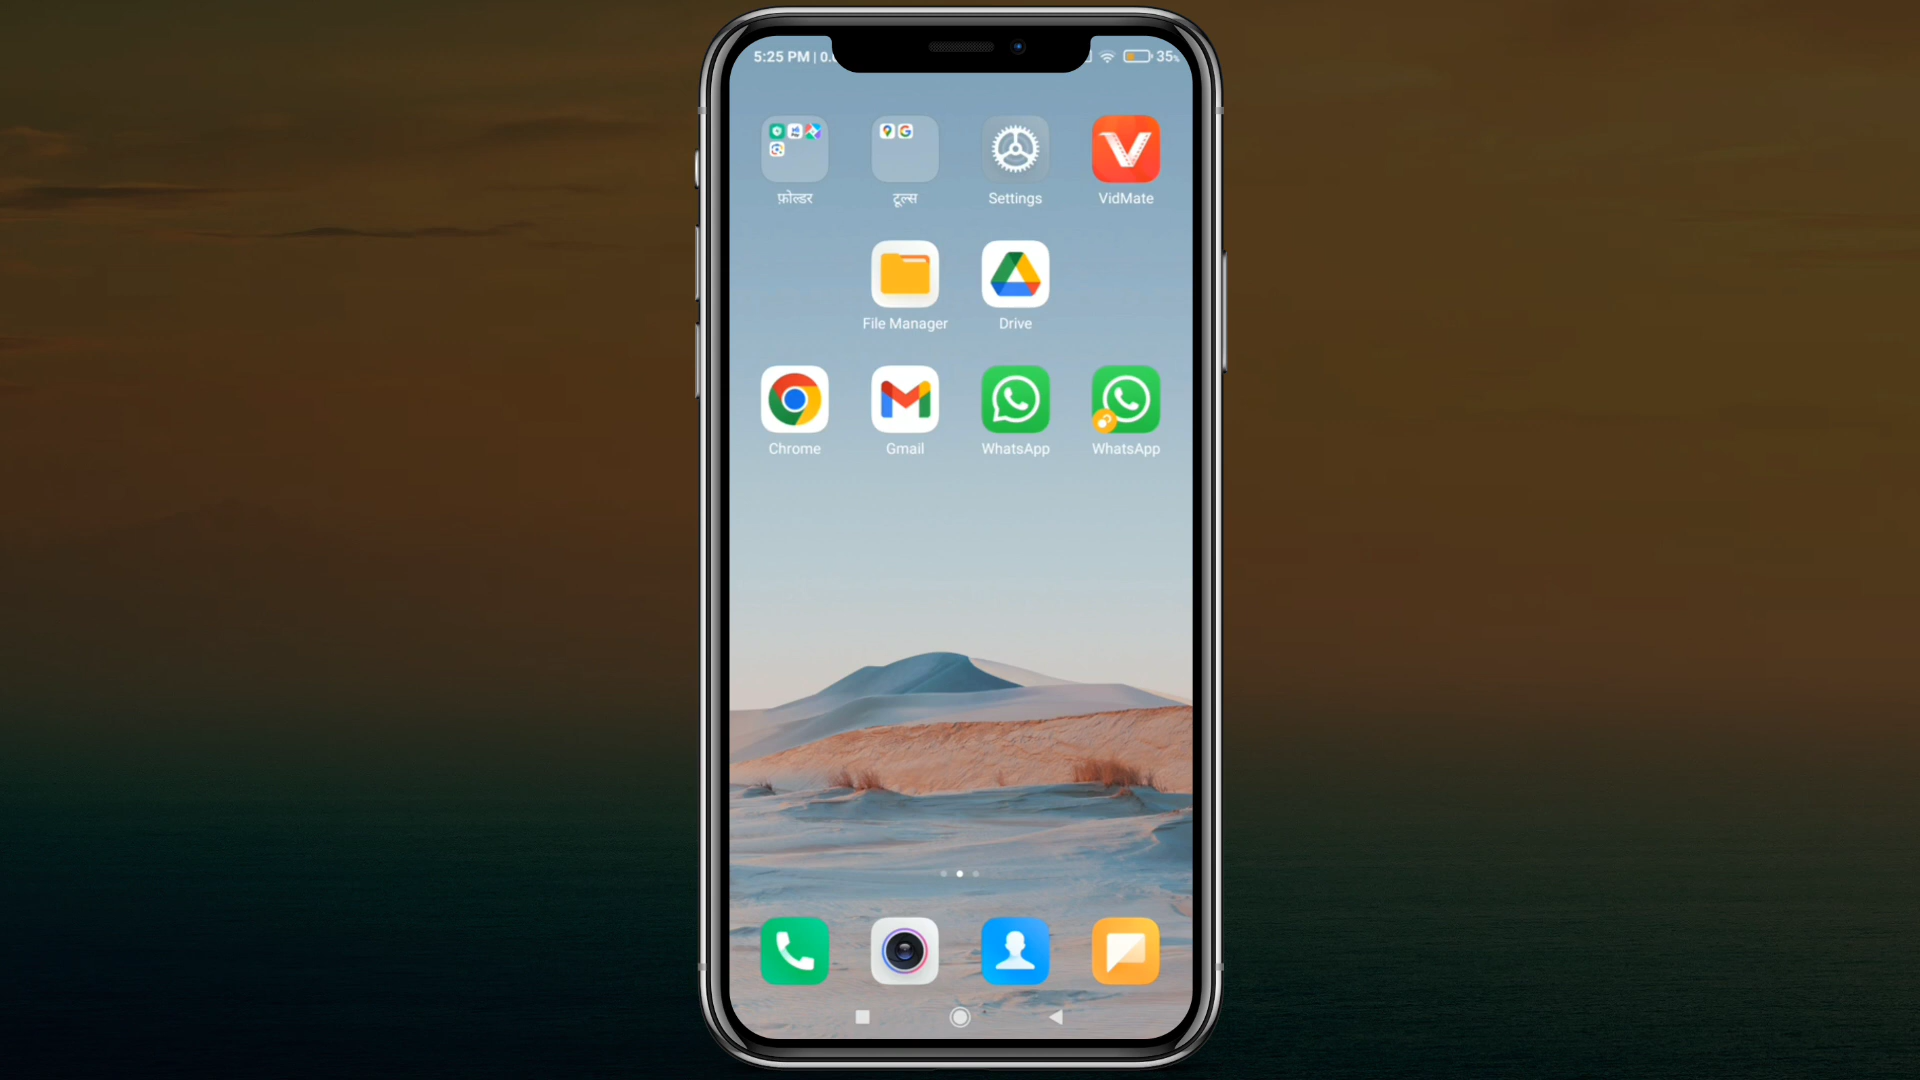 5:25 PM | 0. 35%
फ़ोल्डर टूल्स Settings VidMate
File Manager Drive
Chrome Gmail WhatsApp WhatsApp